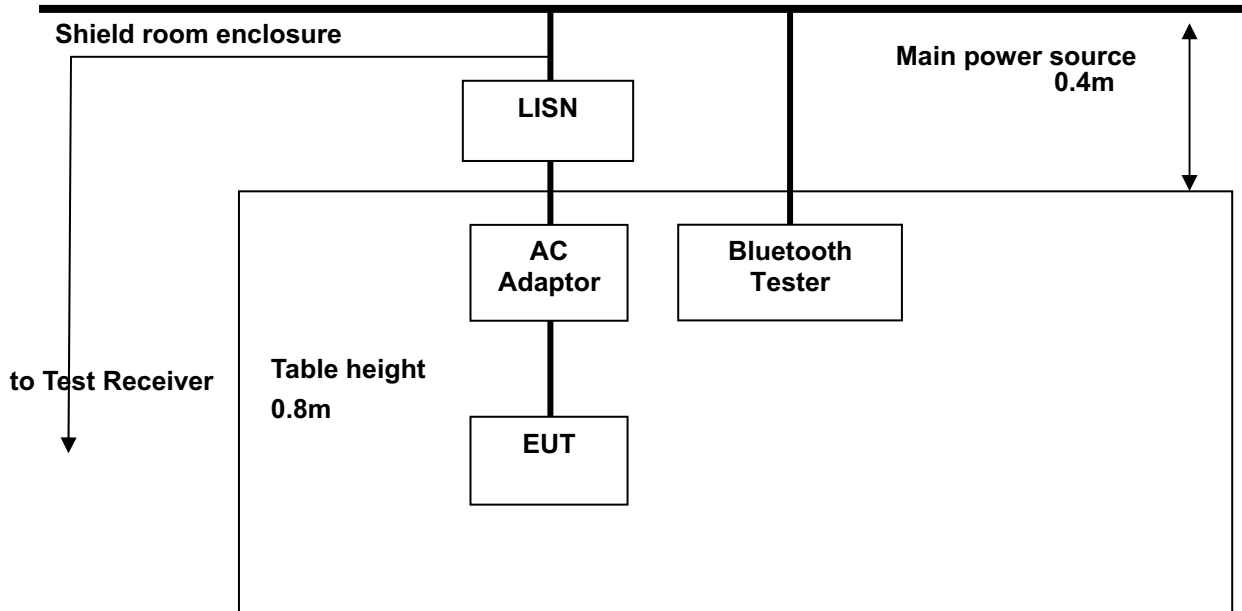 Shield room enclosure
Main power source
0.4m
LISN
AC
Adaptor
Bluetooth
Tester
to Test Receiver
Table height
0.8m
EUT